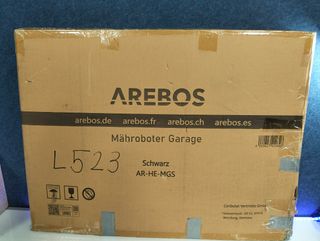 AREBOS
arebos.de arebos.fr arebos.ch arebos.es
Mähroboter Garage
L523
Schwarz
AR-HE-MGS